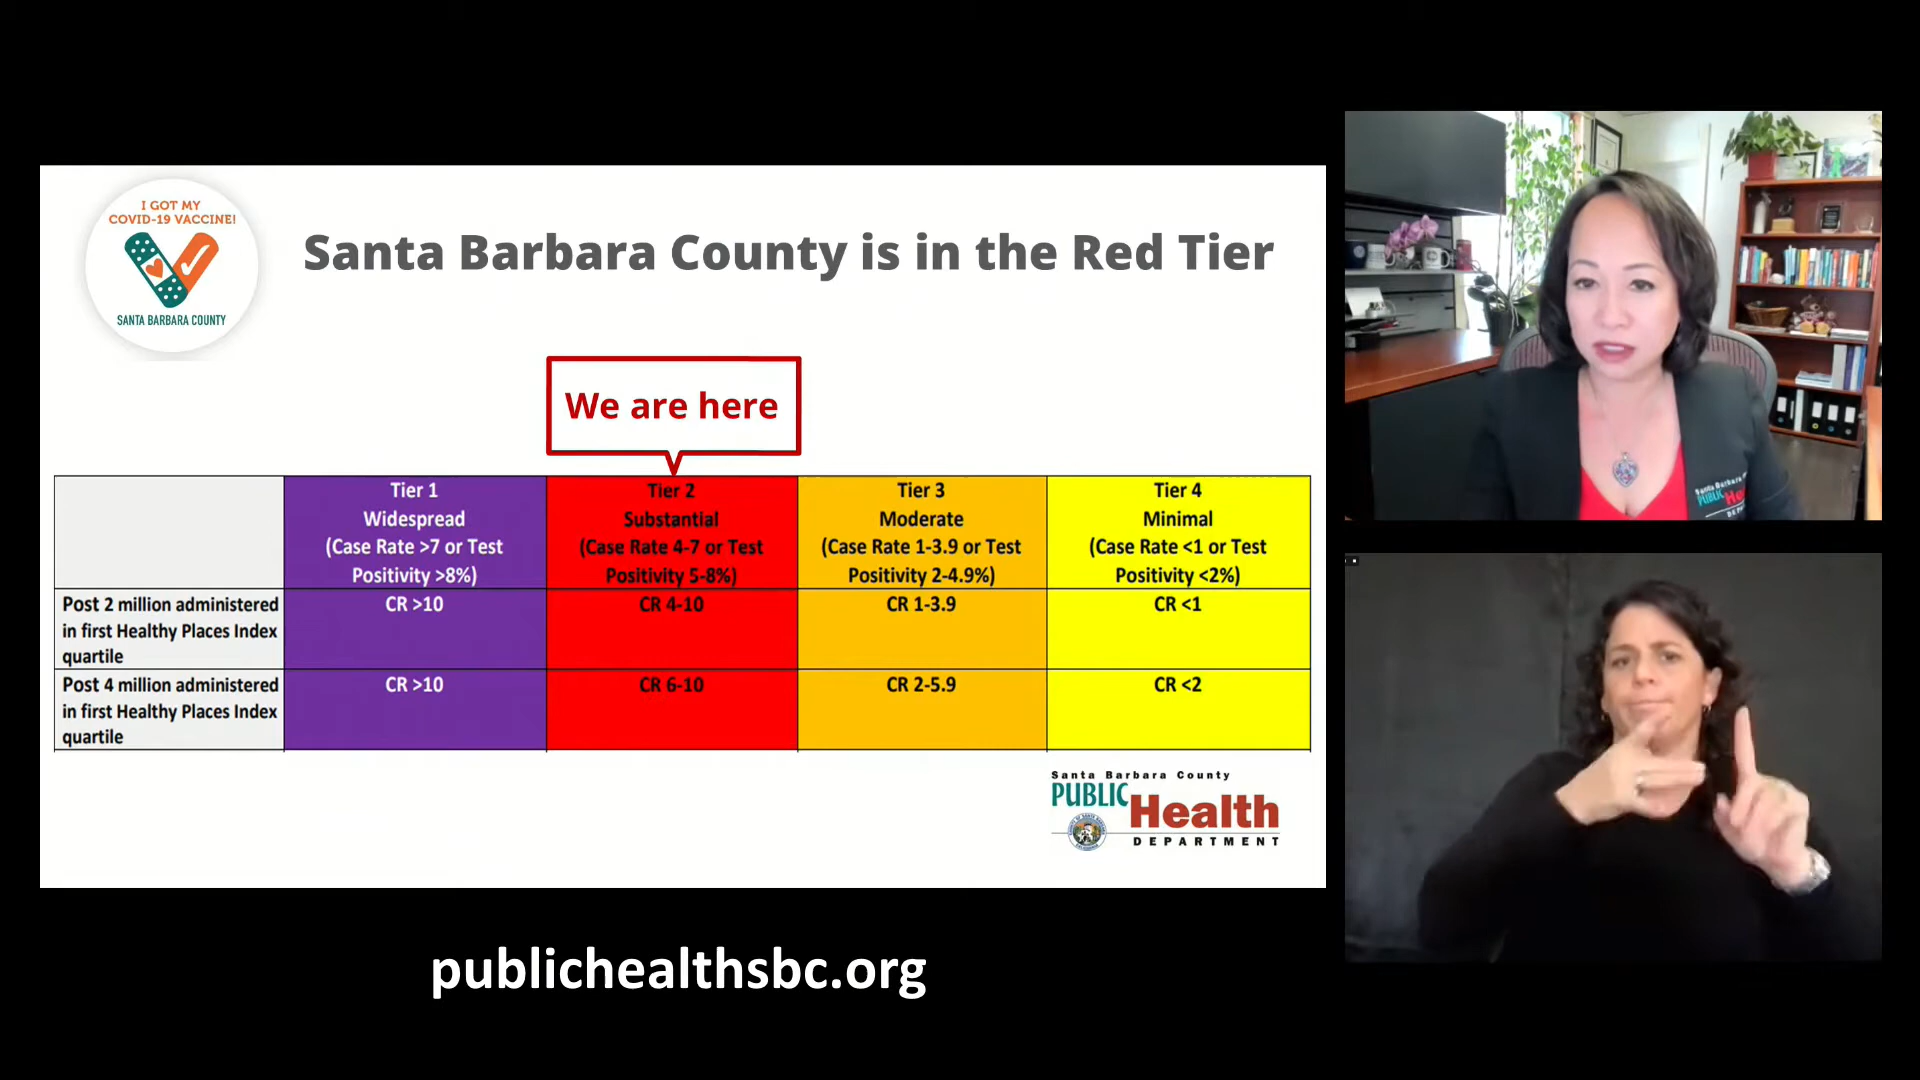 I GOT MY
COVID-19 VACCINE!
SANTA BARBARA COUNTY
Santa Barbara County is in the Red Tier
We are here
Tier 1
Widespread
(Case Rate >7 or Test
Positivity >8%)
Tier 2
Substantial
(Case Rate 4-7 or Test
Positivity 5-8%)
Tier 3
Moderate
(Case Rate 1-3.9 or Test
Positivity 2-4.9%)
Tier 4
Minimal
(Case Rate <1 or Test
Positivity <2%)
Post 2 million administered
in first Healthy Places Index
quartile
CR >10
CR 4-10
CR 1-3.9
CR <1
Post 4 million administered
in first Healthy Places Index
quartile
CR >10
CR 6-10
CR 2-5.9
CR <2
Santa Barbara County
PUBLIC
Health
DEPARTMENT
publichealthsbc.org
Santa Barbara
PUBLIC